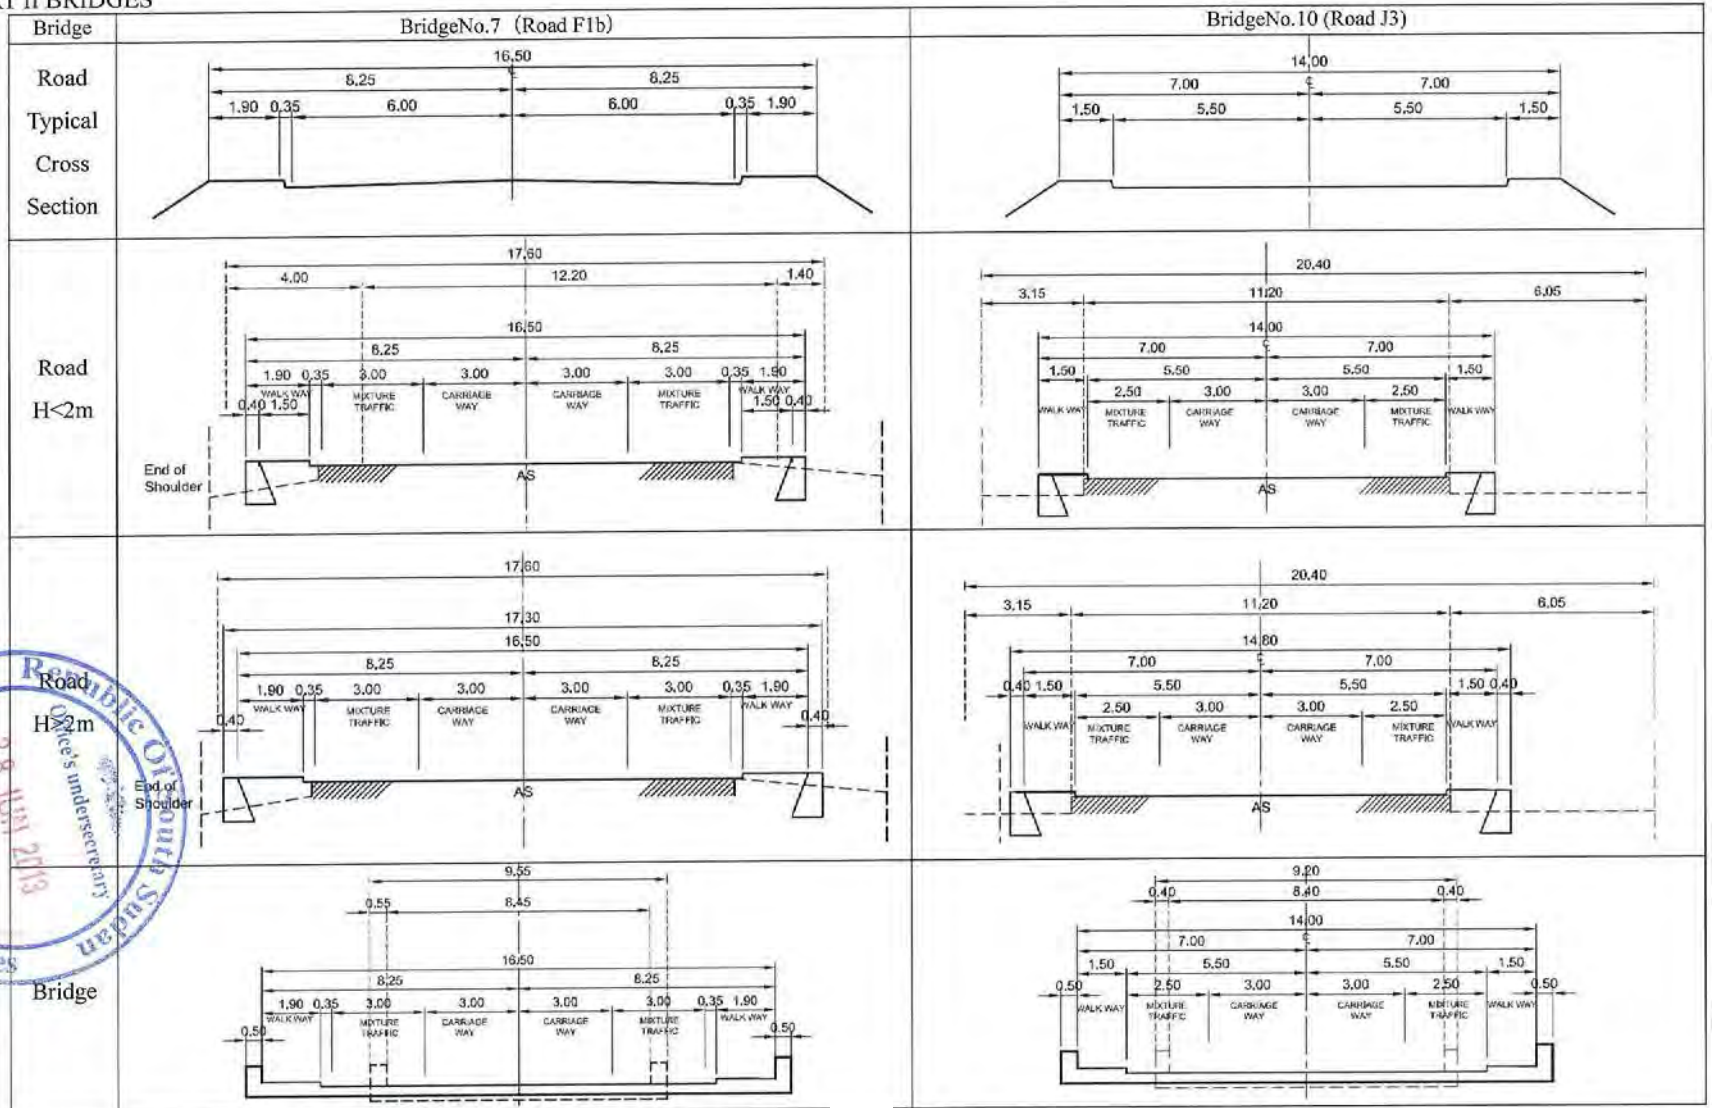 II BRIDGES
Bridge
BridgeNo.7 (Road F1b)
BridgeNo.10 (Road J3)
Road
Typical
Cross
Section
16.50
8.25 8.25
1.90 0.35 6.00 6.00 0.35 1.90
14.00
7.00 7.00
1.50 5.50 5.50 1.50
Road
H<2m
17.60
4.00 12.20 1.40
16.50
8.25 8.25
1.90 0.35 3.00 3.00 3.00 3.00 0.35 1.90
WALK WAY MIXTURE TRAFFIC CARRIAGE WAY CARRIAGE WAY MIXTURE TRAFFIC WALK WAY
0.40 1.50 1.50 0.40
End of
Shoulder
AS
20.40
3.15 11.20 6.05
14.00
7.00 7.00
1.50 5.50 5.50 1.50
2.50 3.00 3.00 2.50
WALK WAY MIXTURE TRAFFIC CARRIAGE WAY CARRIAGE WAY MIXTURE TRAFFIC WALK WAY
AS
Road
H≥2m
17.60
17.30
16.50
8.25 8.25
1.90 0.35 3.00 3.00 3.00 3.00 0.35 1.90
WALK WAY MIXTURE TRAFFIC CARRIAGE WAY CARRIAGE WAY MIXTURE TRAFFIC WALK WAY
0.40 0.40
End of
Shoulder
AS
20.40
3.15 11.20 6.05
14.80
7.00 7.00
0.40 1.50 5.50 5.50 1.50 0.40
2.50 3.00 3.00 2.50
WALK WAY MIXTURE TRAFFIC CARRIAGE WAY CARRIAGE WAY MIXTURE TRAFFIC WALK WAY
AS
Republic Of South Sudan
Office's undersecretary
JUN 2013
Bridge
9.55
0.55 8.45
16.50
8.25 8.25
1.90 0.35 3.00 3.00 3.00 3.00 0.35 1.90
WALK WAY MIXTURE TRAFFIC CARRIAGE WAY CARRIAGE WAY MIXTURE TRAFFIC WALK WAY
0.50 0.50
9.20
0.40 8.40 0.40
14.00
7.00 7.00
1.50 5.50 5.50 1.50
0.50 2.50 3.00 3.00 2.50 0.50
WALK WAY MIXTURE TRAFFIC CARRIAGE WAY CARRIAGE WAY MIXTURE TRAFFIC WALK WAY